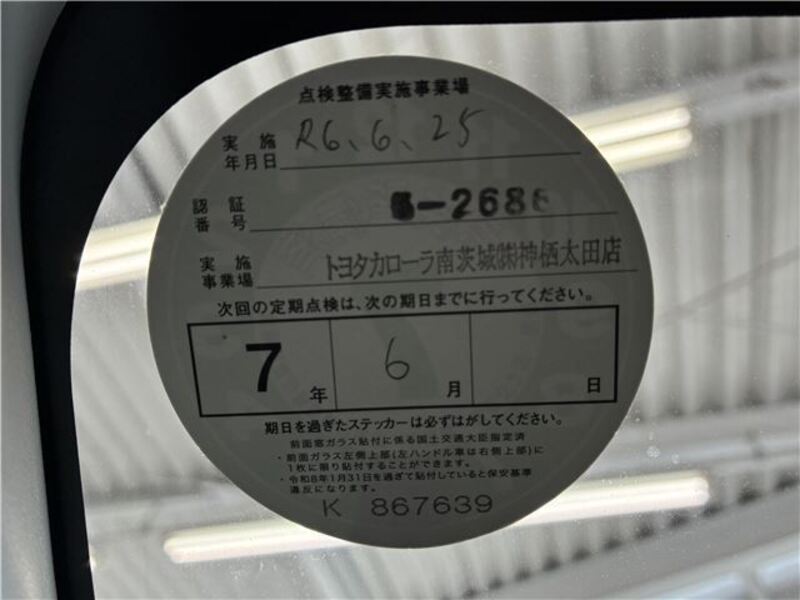 点検整備実施事業場
実施年月日 R6、6、25
認証番号 -2686
実施事業場 トヨタカローラ南茨城㈱神栖太田店
次回の定期点検は、次の期日までに行ってください。
7年 6月 日
期日を過ぎたステッカーは必ずはがしてください。
前面窓ガラス貼付に係る国土交通大臣指定済
・前面ガラス左側上部(左ハンドル車は右側上部)に
1枚に限り貼付することができます。
・令和8年1月31日を過ぎて貼付していると保安基準
違反になります。
K 867639